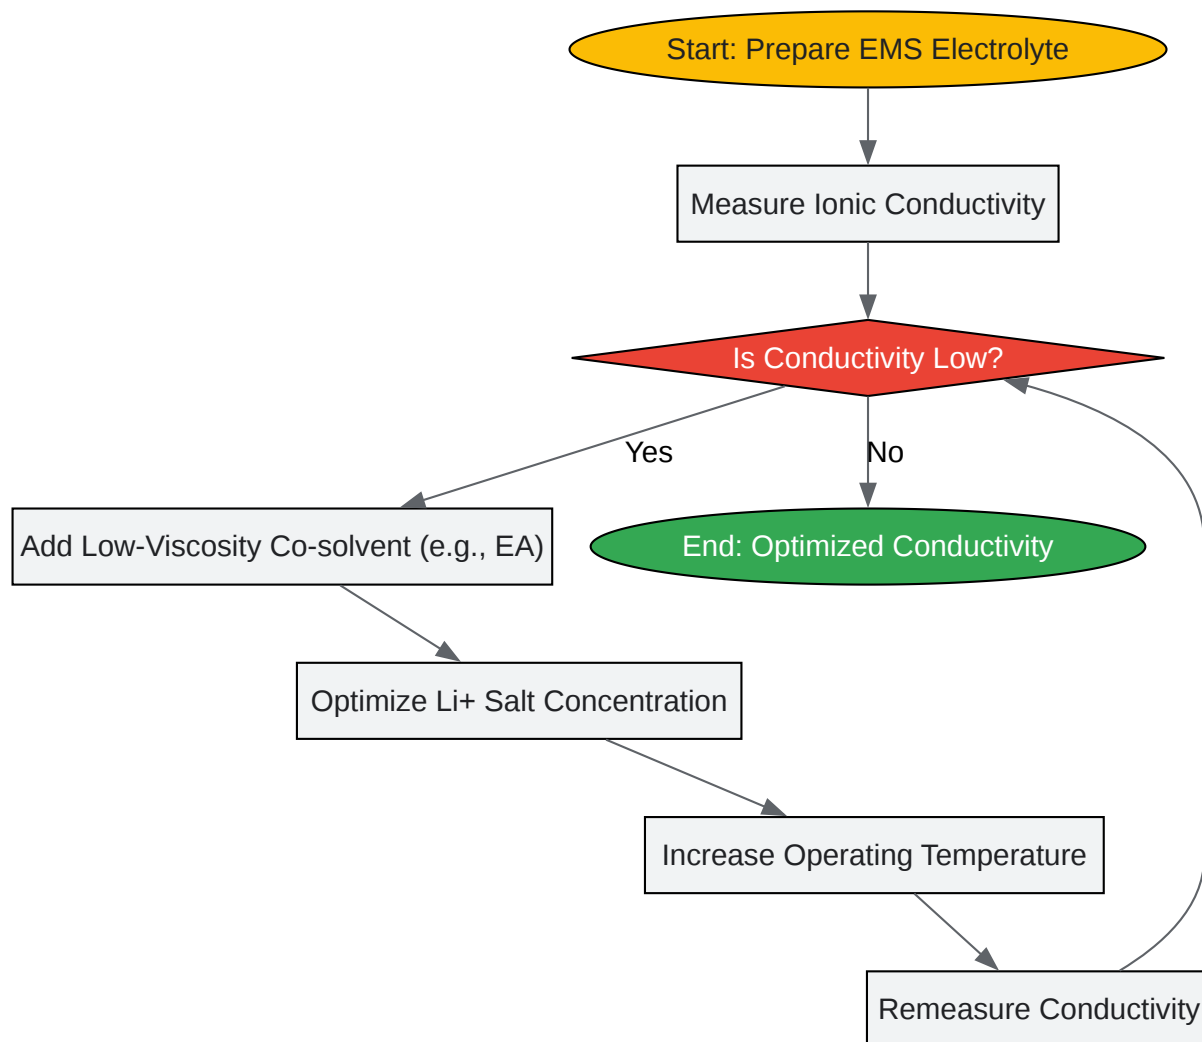 Start: Prepare EMS Electrolyte
Measure Ionic Conductivity
Is Conductivity Low?
Yes
No
Add Low-Viscosity Co-solvent (e.g., EA)
End: Optimized Conductivity
Optimize Li+ Salt Concentration
Increase Operating Temperature
Remeasure Conductivity